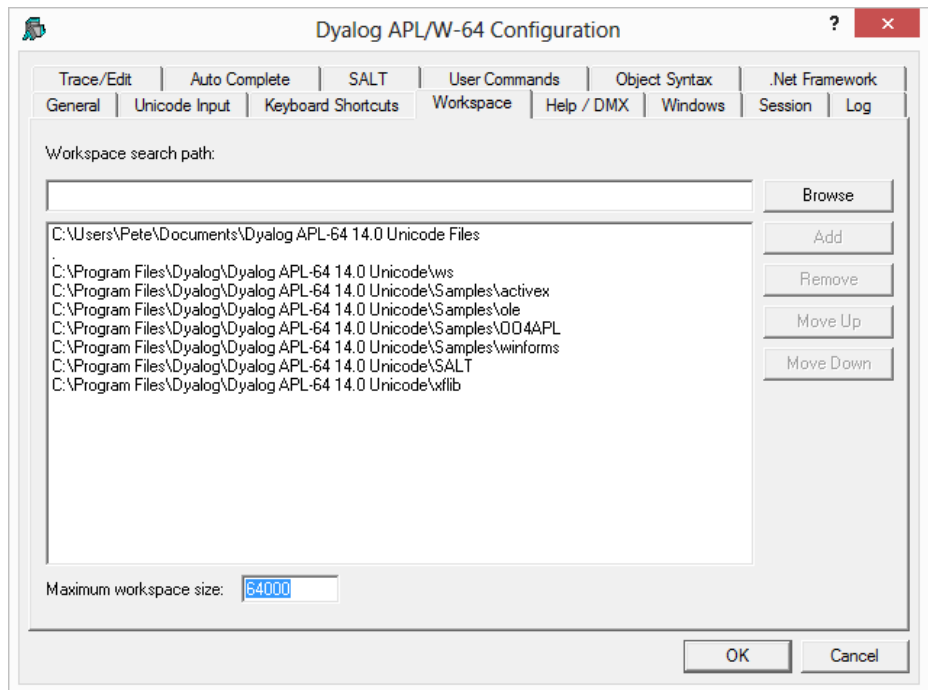 Dyalog APL/W-64 Configuration
? ×
Trace/Edit Auto Complete SALT User Commands Object Syntax .Net Framework
General Unicode Input Keyboard Shortcuts Workspace Help / DMX Windows Session Log
Workspace search path:
Browse
C:\Users\Pete\Documents\Dyalog APL-64 14.0 Unicode Files
Add
.
C:\Program Files\Dyalog\Dyalog APL-64 14.0 Unicode\ws
Remove
C:\Program Files\Dyalog\Dyalog APL-64 14.0 Unicode\Samples\activex
C:\Program Files\Dyalog\Dyalog APL-64 14.0 Unicode\Samples\ole
Move Up
C:\Program Files\Dyalog\Dyalog APL-64 14.0 Unicode\Samples\OO4APL
C:\Program Files\Dyalog\Dyalog APL-64 14.0 Unicode\Samples\winforms
Move Down
C:\Program Files\Dyalog\Dyalog APL-64 14.0 Unicode\SALT
C:\Program Files\Dyalog\Dyalog APL-64 14.0 Unicode\xflib
Maximum workspace size: 64000
OK Cancel